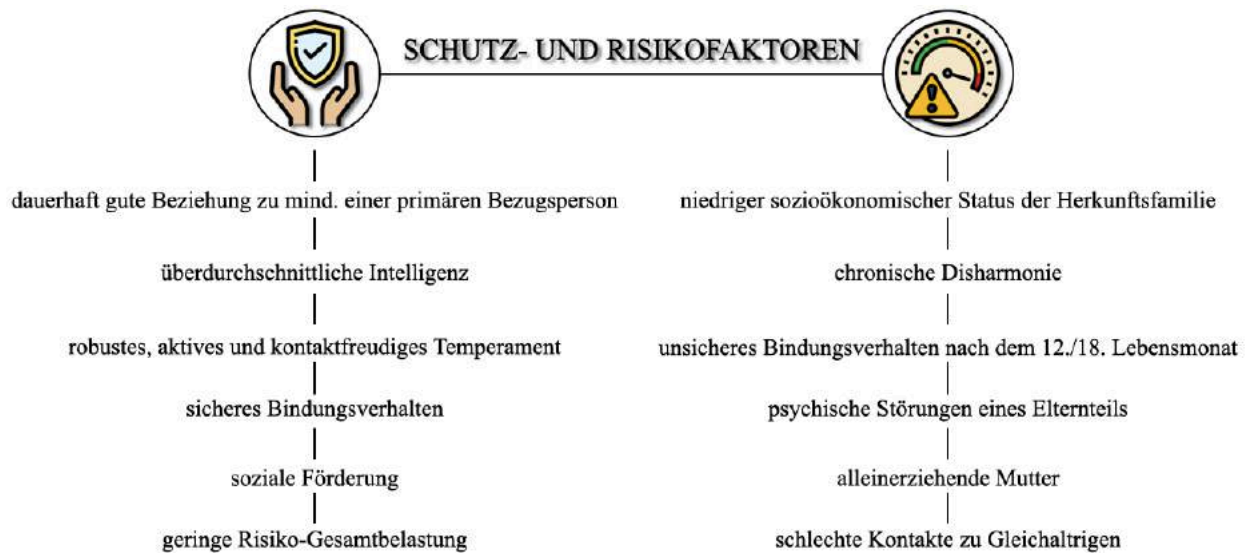 SCHUTZ- UND RISIKOFAKTOREN
dauerhaft gute Beziehung zu mind. einer primären Bezugsperson
überdurchschnittliche Intelligenz
robustes, aktives und kontaktfreudiges Temperament
sicheres Bindungsverhalten
soziale Förderung
geringe Risiko-Gesamtbelastung
niedriger sozioökonomischer Status der Herkunftsfamilie
chronische Disharmonie
unsicheres Bindungsverhalten nach dem 12./18. Lebensmonat
psychische Störungen eines Elternteils
alleinerziehende Mutter
schlechte Kontakte zu Gleichaltrigen